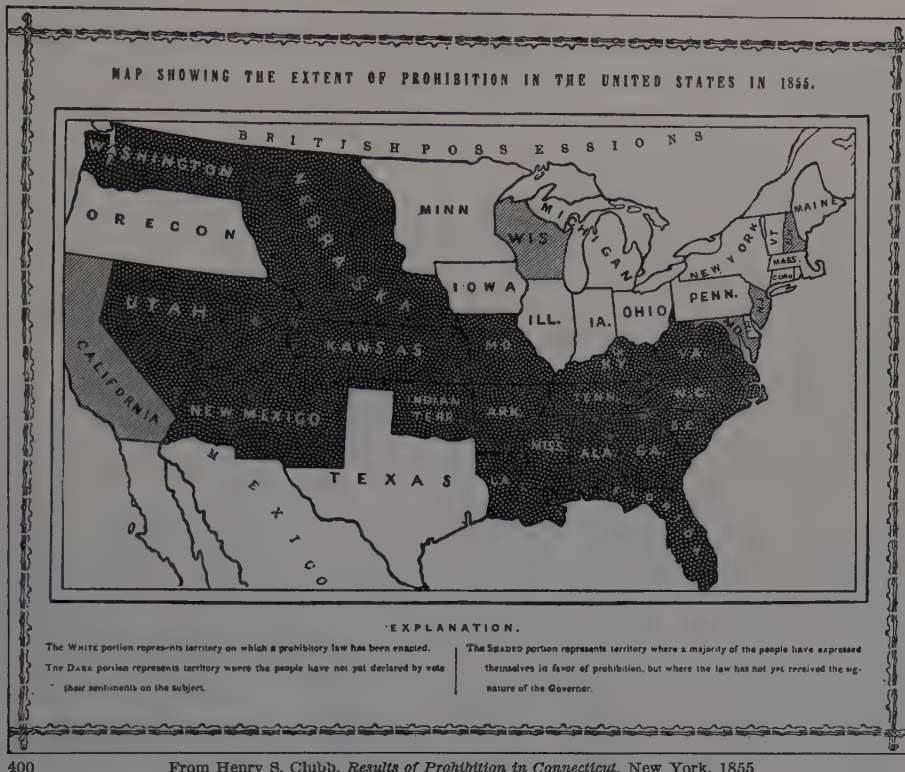 MAP SHOWING THE EXTENT OF PROHIBITION IN THE UNITED STATES IN 1855.
BRITISH POSSESSIONS
WASHINGTON
T
NEBRASKA
MINN
MICHIGAN
MAINE
OREGON
WIS
VT
NEW YORK
MASS.
CONN
IOWA
PENN.
UTAH
ILL.
IA.
OHIO
MD.
KANSAS
MO.
KY.
VA.
CALIFORNIA
NEW MEXICO
INDIAN
TERR.
ARK.
TENN.
N.C.
S.C.
MISS.
ALA.
GA.
LA.
FLORIDA
TEXAS
MEXICO
EXPLANATION.
The WHITE portion represents territory on which a prohibitory law has been enacted.
The DARK portion represents territory where the people have not yet declared by vote
their sentiments on the subject.
The SHADED portion represents territory where a majority of the people have expressed
themselves in favor of prohibition, but where the law has not yet received the sig-
nature of the Governor.
400
From Henry S. Clubb, Results of Prohibition in Connecticut, New York, 1855